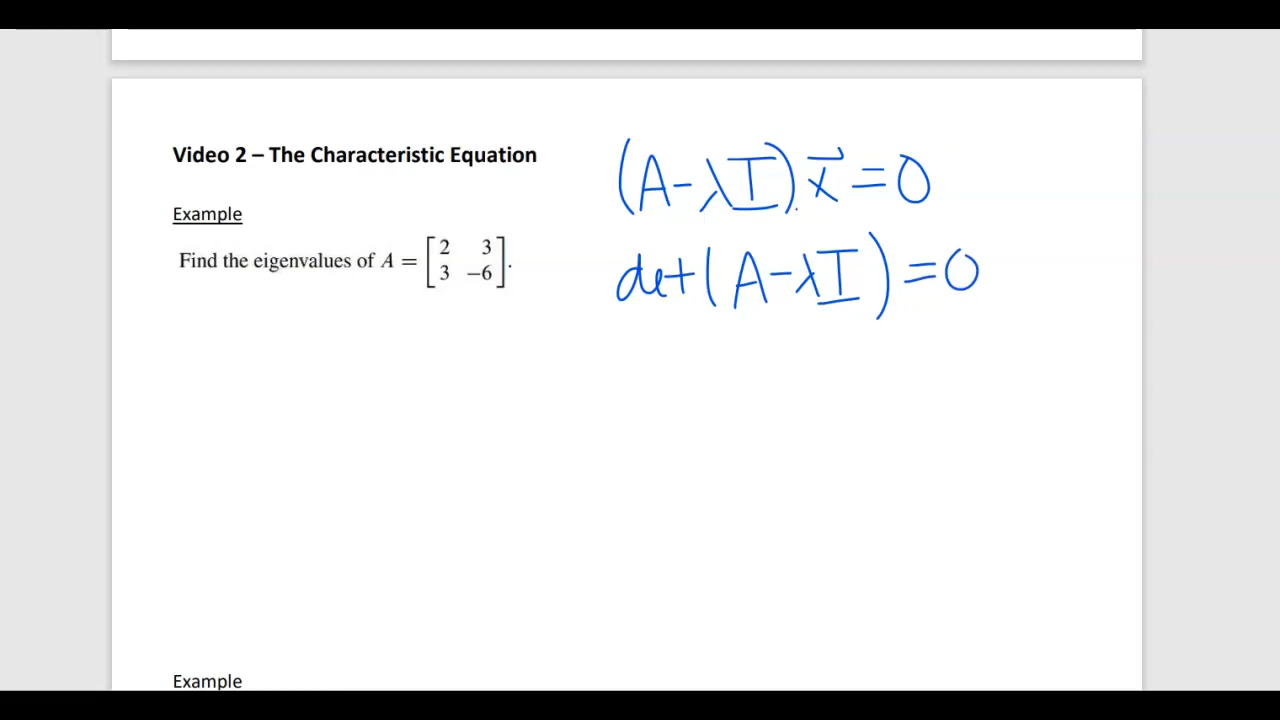 Video 2 – The Characteristic Equation
(A-λI)x⃗=0
Example
Find the eigenvalues of A = [2 3
3 −6].
det(A-λI)=0
Example